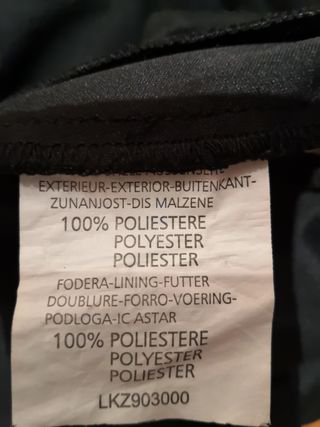 EXTERIEUR-EXTERIOR-BUITENKANT-
ZUNANJOST-DIS MALZENE
100% POLIESTERE
POLYESTER
POLIESTER
FODERA-LINING-FUTTER
DOUBLURE-FORRO-VOERING-
PODLOGA-IC ASTAR
100% POLIESTERE
POLYESTER
POLIESTER
LKZ903000